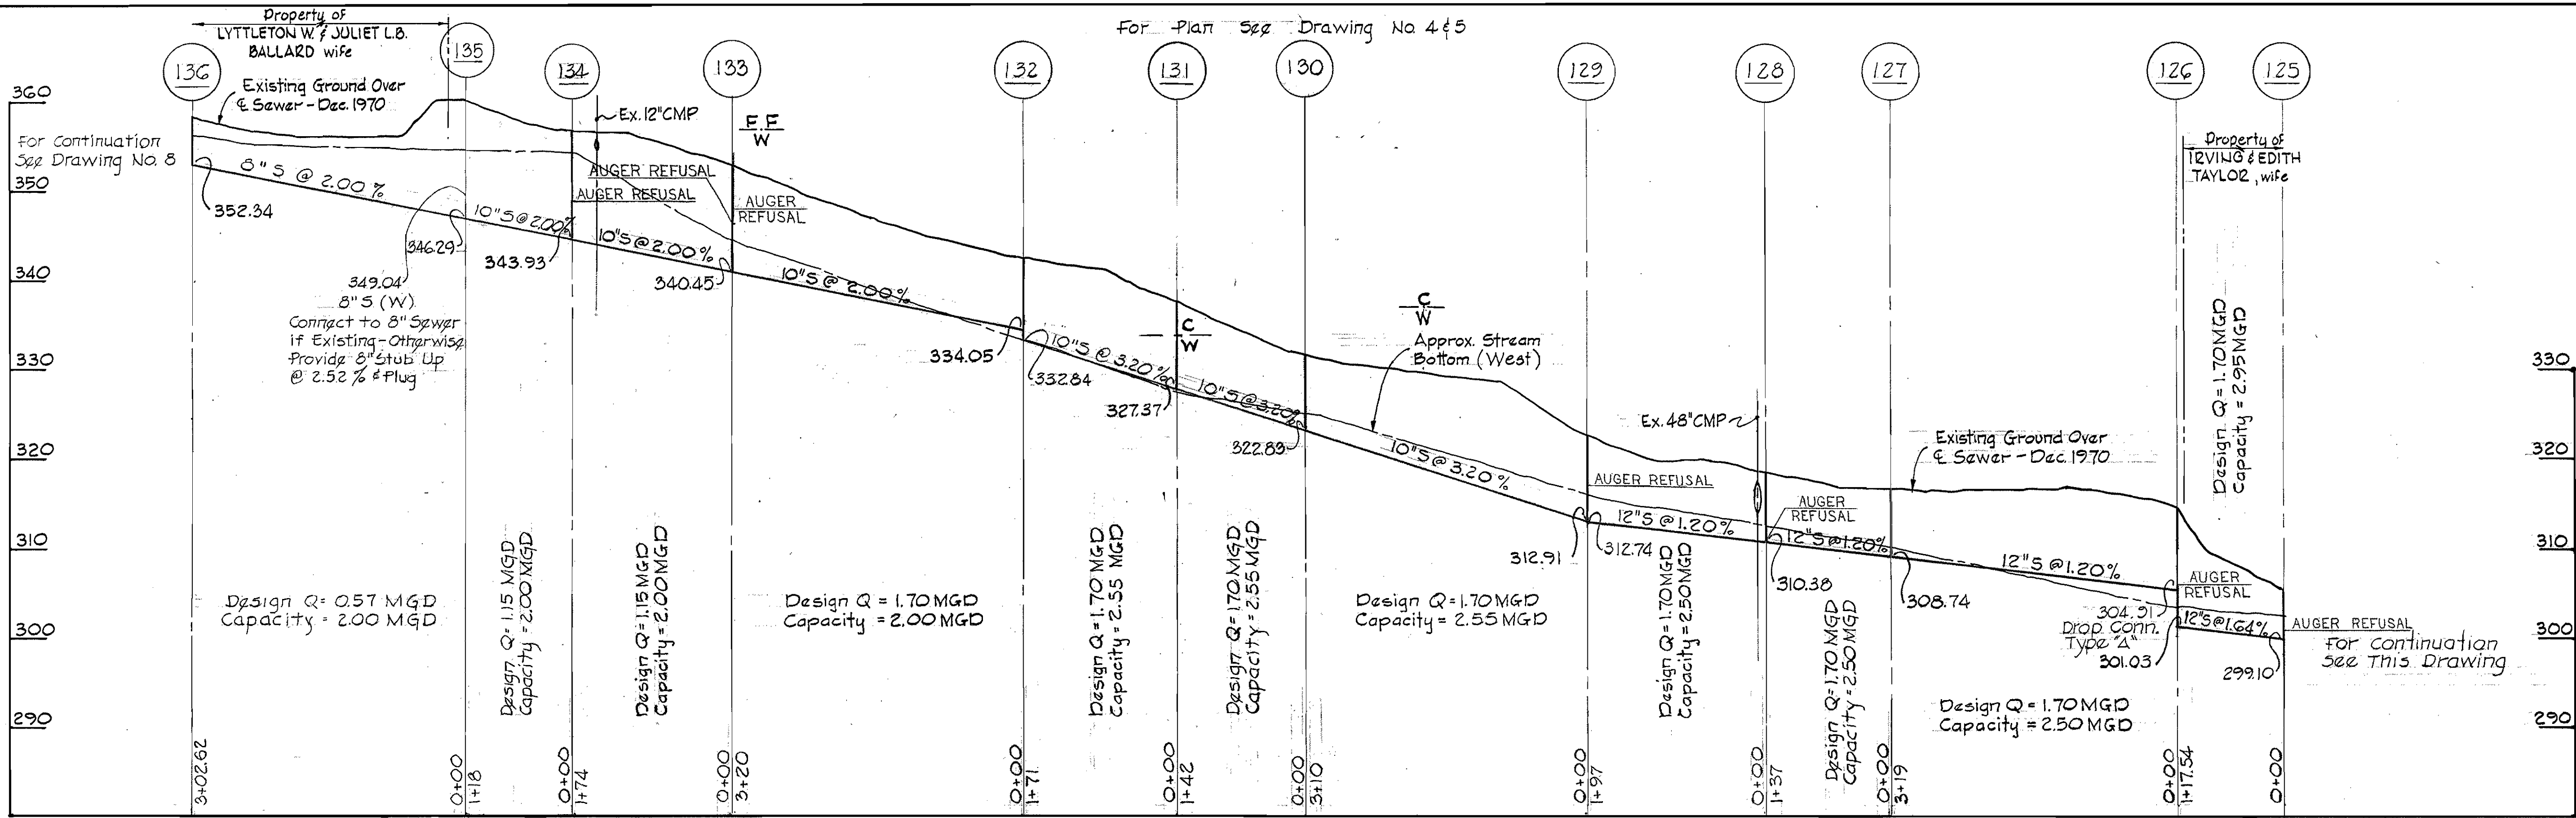 For Plan See Drawing No. 4 & 5
Property of
LYTTLETON W. & JULIET L.B.
BALLARD wife
136
135
134
133
132
131
130
129
128
127
126
125
Existing Ground Over
℄ Sewer - Dec. 1970
For Continuation
See Drawing No. 8
360
350
340
330
320
310
300
290
8" S @ 2.00 %
352.34
346.29
349.04
8" S (W)
Connect to 8" Sewer
if Existing - Otherwise
Provide 8" Stub Up
@ 2.52 % & Plug
10" S @ 2.00%
343.93
Ex. 12" CMP
AUGER REFUSAL
AUGER REFUSAL
10" S @ 2.00 %
340.45
F.F
W
AUGER
REFUSAL
10" S @ 2.00%
334.05
332.84
10" S @ 3.20 %
327.37
C
W
10" S @ 3.20%
322.83
C
W
Approx. Stream
Bottom (West)
10" S @ 3.20 %
312.91
312.74
AUGER REFUSAL
12" S @ 1.20%
Ex. 48" CMP
310.38
AUGER
REFUSAL
12" S @ 1.20%
308.74
Existing Ground Over
℄ Sewer - Dec. 1970
12" S @ 1.20%
304.91
Drop Conn.
Type "A"
301.03
AUGER
REFUSAL
12" S @ 1.64%
299.10
Property of
IRVING & EDITH
TAYLOR, wife
AUGER REFUSAL
For Continuation
See This Drawing
330
320
310
300
290
Design Q = 0.57 MGD
Capacity = 2.00 MGD
Design Q = 1.15 MGD
Capacity = 2.00 MGD
Design Q = 1.15 MGD
Capacity = 2.00 MGD
Design Q = 1.70 MGD
Capacity = 2.00 MGD
Design Q = 1.70 MGD
Capacity = 2.55 MGD
Design Q = 1.70 MGD
Capacity = 2.55 MGD
Design Q = 1.70 MGD
Capacity = 2.55 MGD
Design Q = 1.70 MGD
Capacity = 2.50 MGD
Design Q = 1.70 MGD
Capacity = 2.50 MGD
Design Q = 1.70 MGD
Capacity = 2.50 MGD
Design Q = 1.70 MGD
Capacity = 2.95 MGD
3+02.62
0+00
1+18
0+00
1+74
0+00
3+20
0+00
1+71
0+00
1+42
0+00
3+10
0+00
1+97
0+00
1+37
0+00
3+19
0+00
1+17.54
0+00